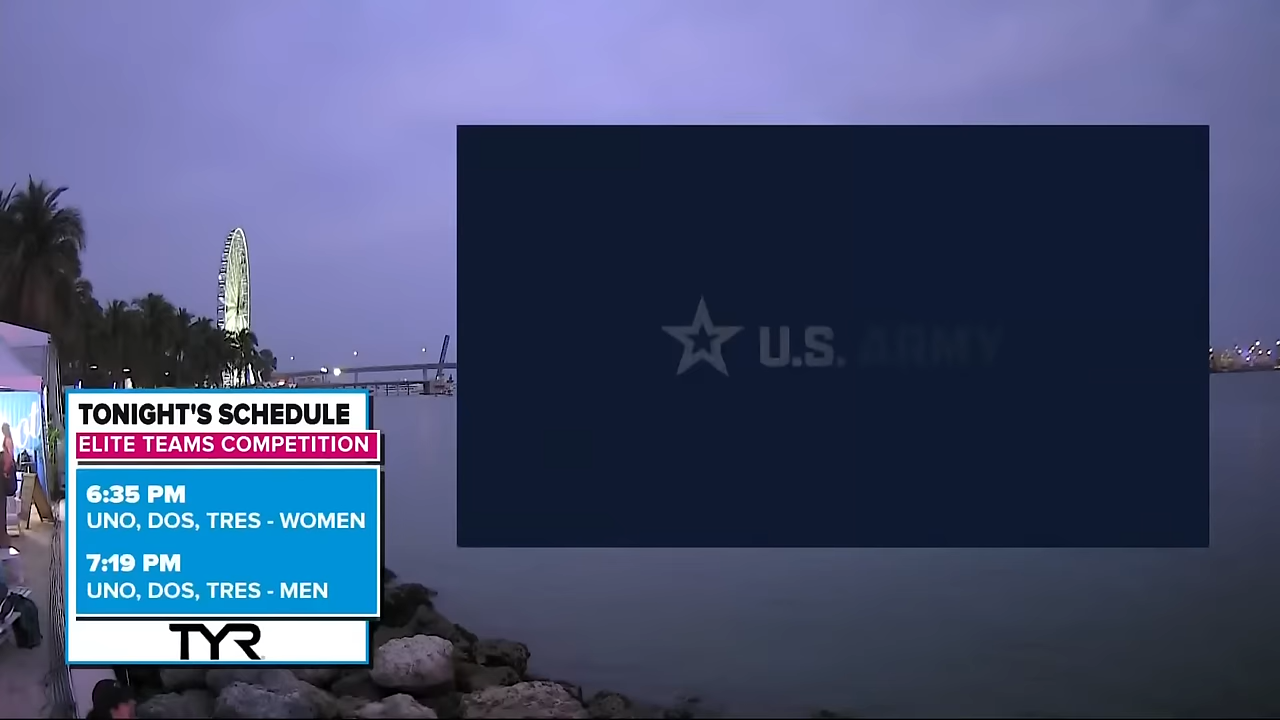 TONIGHT'S SCHEDULE
ELITE TEAMS COMPETITION
6:35 PM
UNO, DOS, TRES - WOMEN
7:19 PM
UNO, DOS, TRES - MEN
TYR
U.S. ARMY